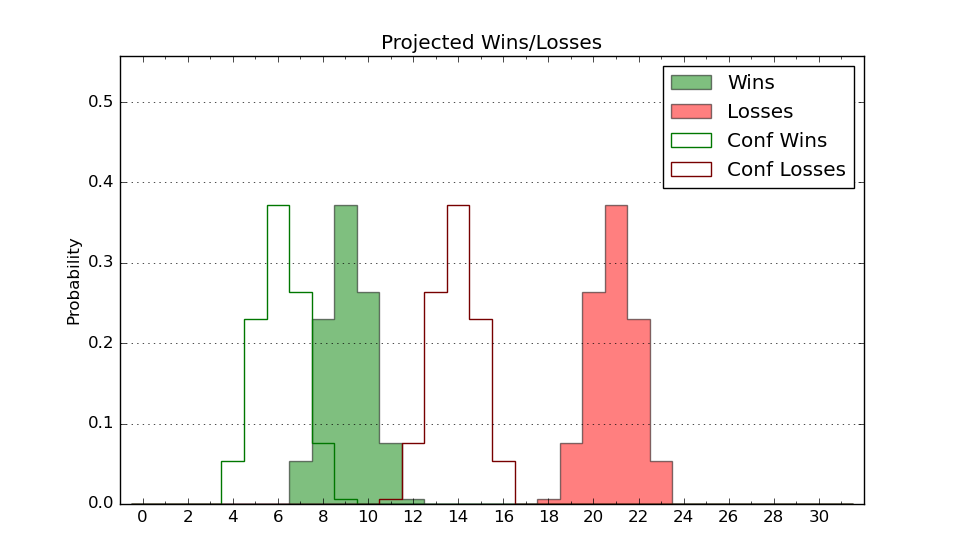 Projected Wins/Losses
Wins
Losses
Conf Wins
Conf Losses
Probability
0.5
0.4
0.3
0.2
0.1
0.0
0 2 4 6 8 10 12 14 16 18 20 22 24 26 28 30